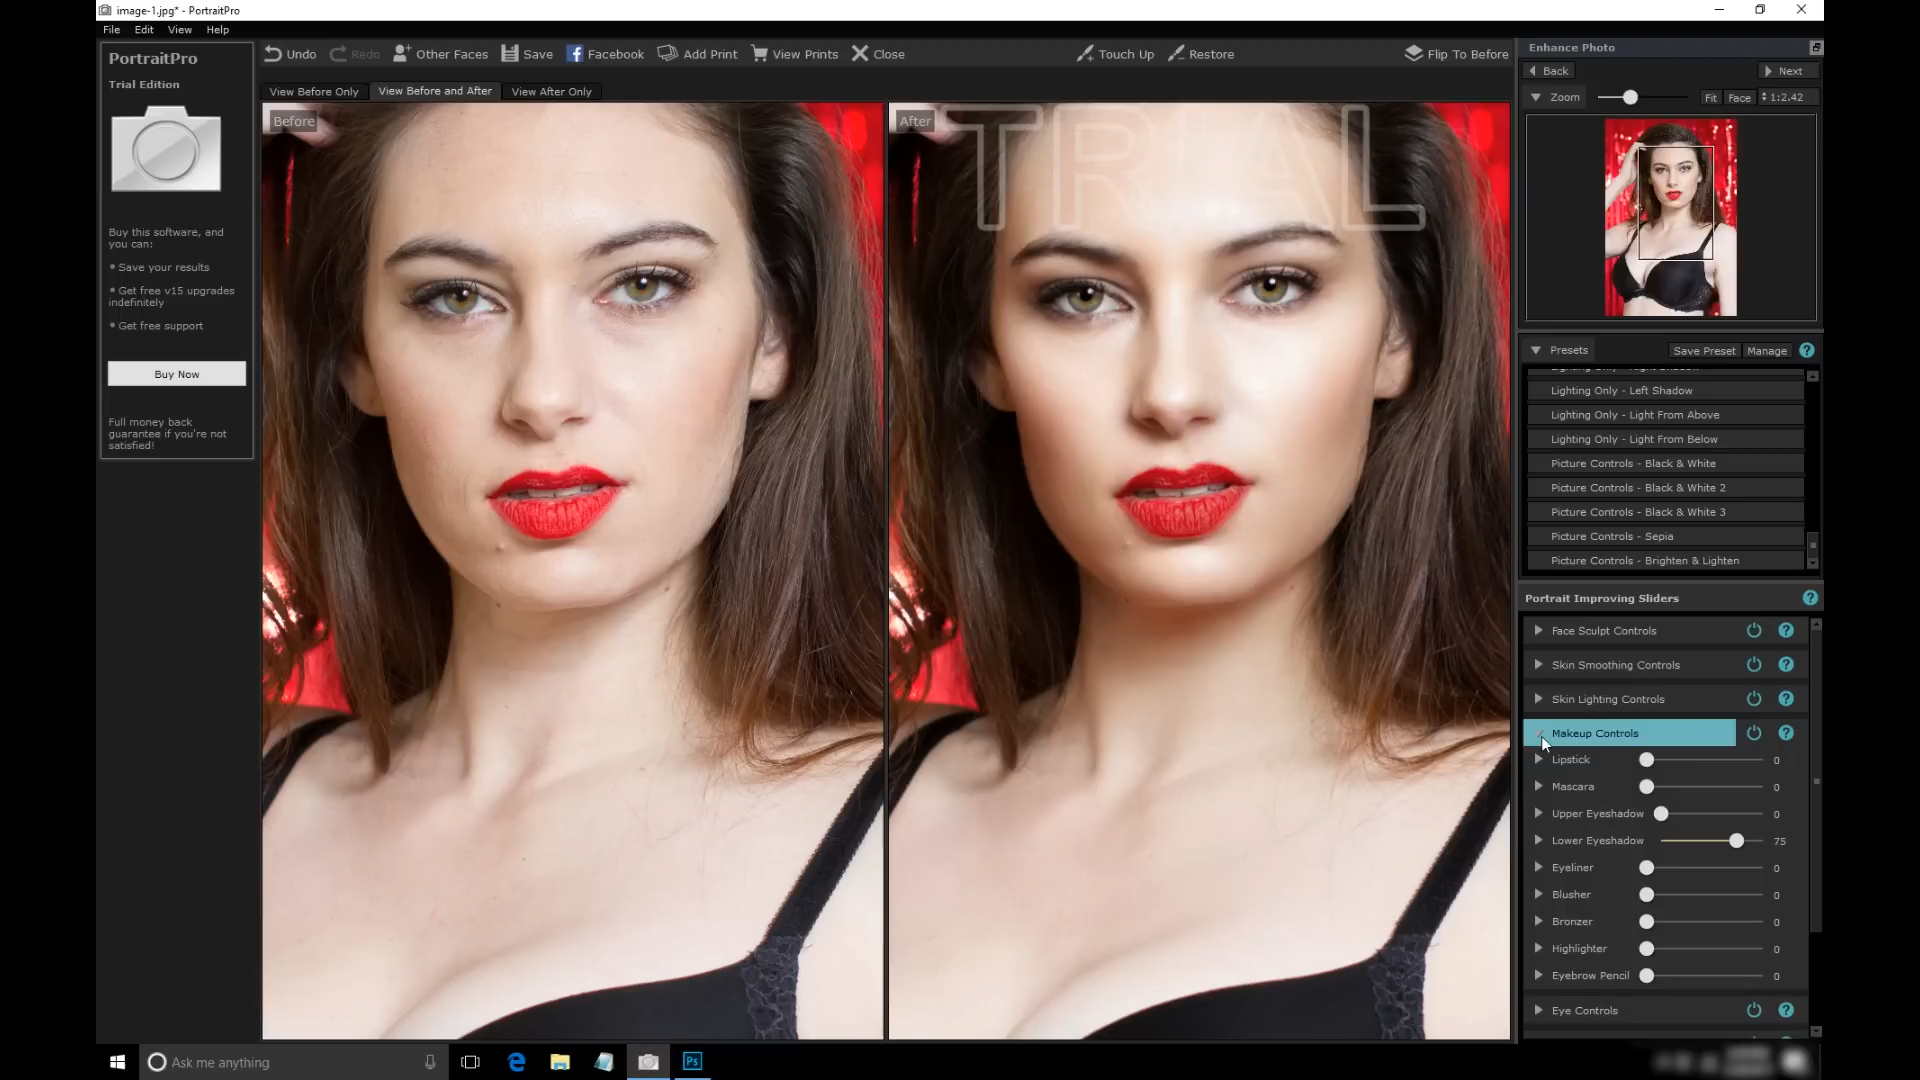 image-1.jpg* - PortraitPro
File Edit View Help
PortraitPro
Trial Edition
Buy this software, and
you can:
• Save your results
• Get free v15 upgrades
indefinitely
• Get free support
Buy Now
Full money back
guarantee if you're not
satisfied!
Undo Redo Other Faces Save Facebook Add Print View Prints Close Touch Up Restore Flip To Before
View Before Only View Before and After View After Only
Before
After
TRIAL
Enhance Photo
Back Next
Zoom Fit Face 1:2.42
Presets Save Preset Manage ?
Lighting Only - Right Shadow
Lighting Only - Left Shadow
Lighting Only - Light From Above
Lighting Only - Light From Below
Picture Controls - Black & White
Picture Controls - Black & White 2
Picture Controls - Black & White 3
Picture Controls - Sepia
Picture Controls - Brighten & Lighten
Portrait Improving Sliders ?
Face Sculpt Controls ?
Skin Smoothing Controls ?
Skin Lighting Controls ?
Makeup Controls ?
Lipstick 0
Mascara 0
Upper Eyeshadow 0
Lower Eyeshadow 75
Eyeliner 0
Blusher 0
Bronzer 0
Highlighter 0
Eyebrow Pencil 0
Eye Controls ?
Ask me anything
Ps